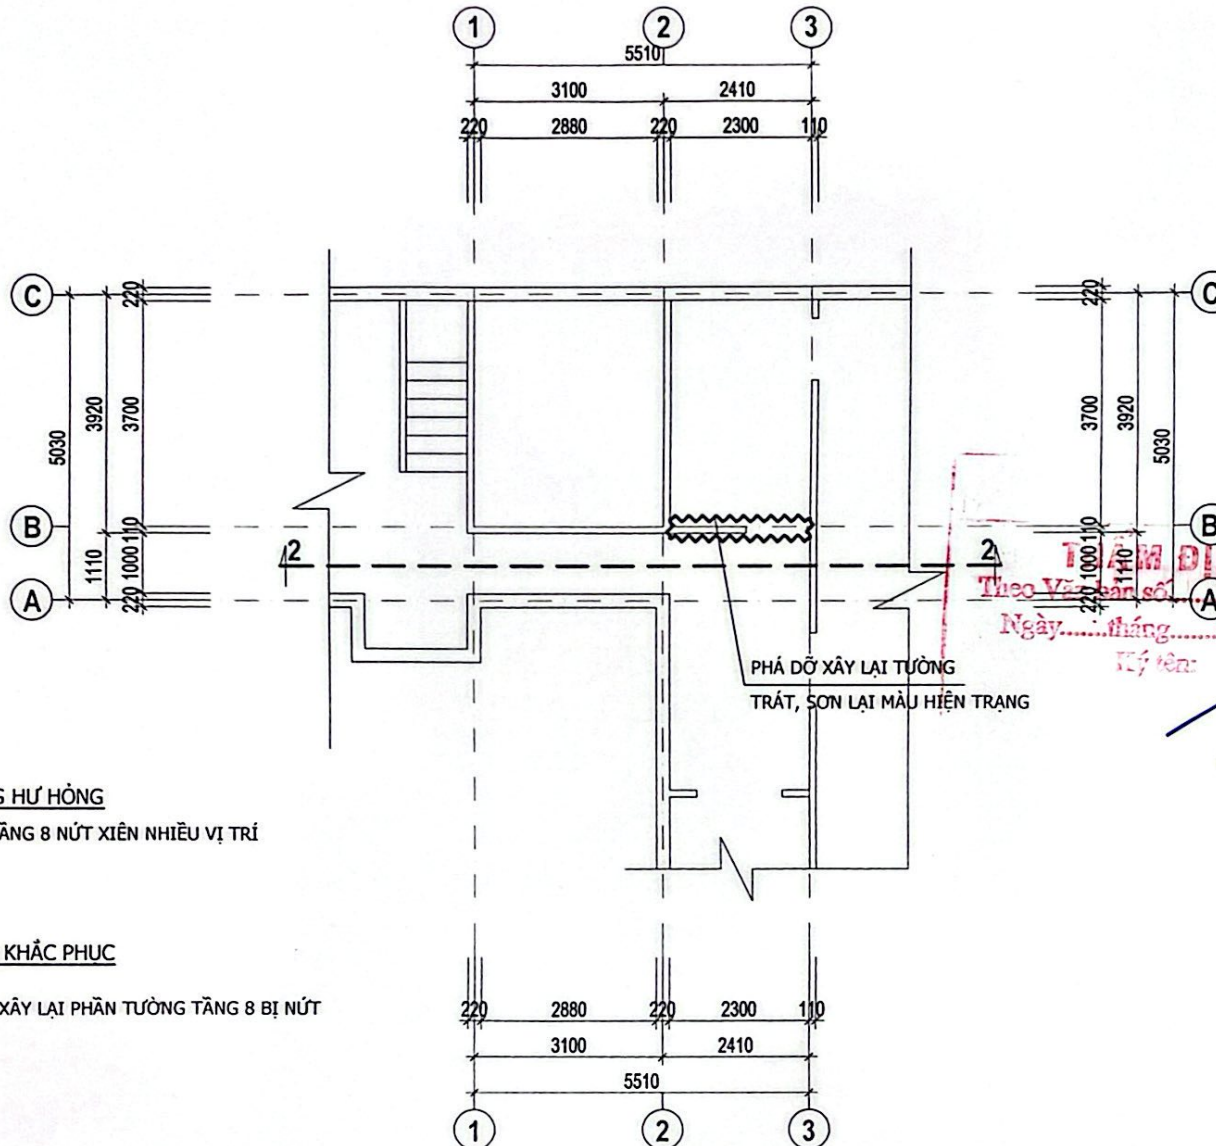 1 2 3
5510
3100 2410
220 2880 220 2300 110
C 220 220 C
5030 3920 3700 3700 3920 5030
B 110 110 B
1110 1000 1000 1110
2 2
A 220 220 A
THẨM ĐỊ
Theo Văn bản số
Ngày......tháng........
Ký tên:
PHÁ DỠ XÂY LẠI TƯỜNG
TRÁT, SƠN LẠI MÀU HIỆN TRẠNG
G HƯ HỎNG
TẦNG 8 NỨT XIÊN NHIỀU VỊ TRÍ
KHẮC PHỤC
XÂY LẠI PHẦN TƯỜNG TẦNG 8 BỊ NỨT
220 2880 220 2300 110
3100 2410
5510
1 2 3